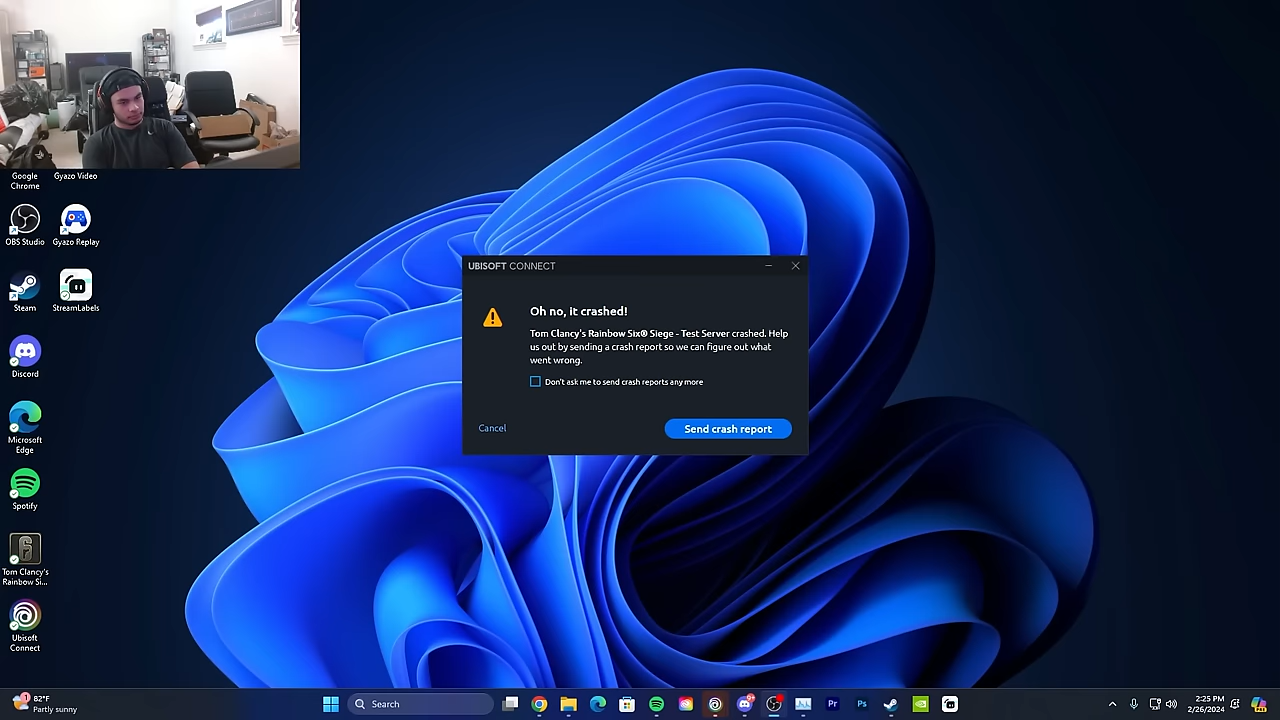 Google
Chrome
Gyazo Video
OBS Studio
Gyazo Replay
Steam
StreamLabels
Discord
Microsoft
Edge
Spotify
Tom Clancy's
Rainbow Si...
Ubisoft
Connect
UBISOFT CONNECT
Oh no, it crashed!
Tom Clancy's Rainbow Six® Siege - Test Server crashed. Help
us out by sending a crash report so we can figure out what
went wrong.
Don't ask me to send crash reports any more
Cancel
Send crash report
1
82°F
Partly sunny
Search
Pr
Ps
2:25 PM
2/26/2024